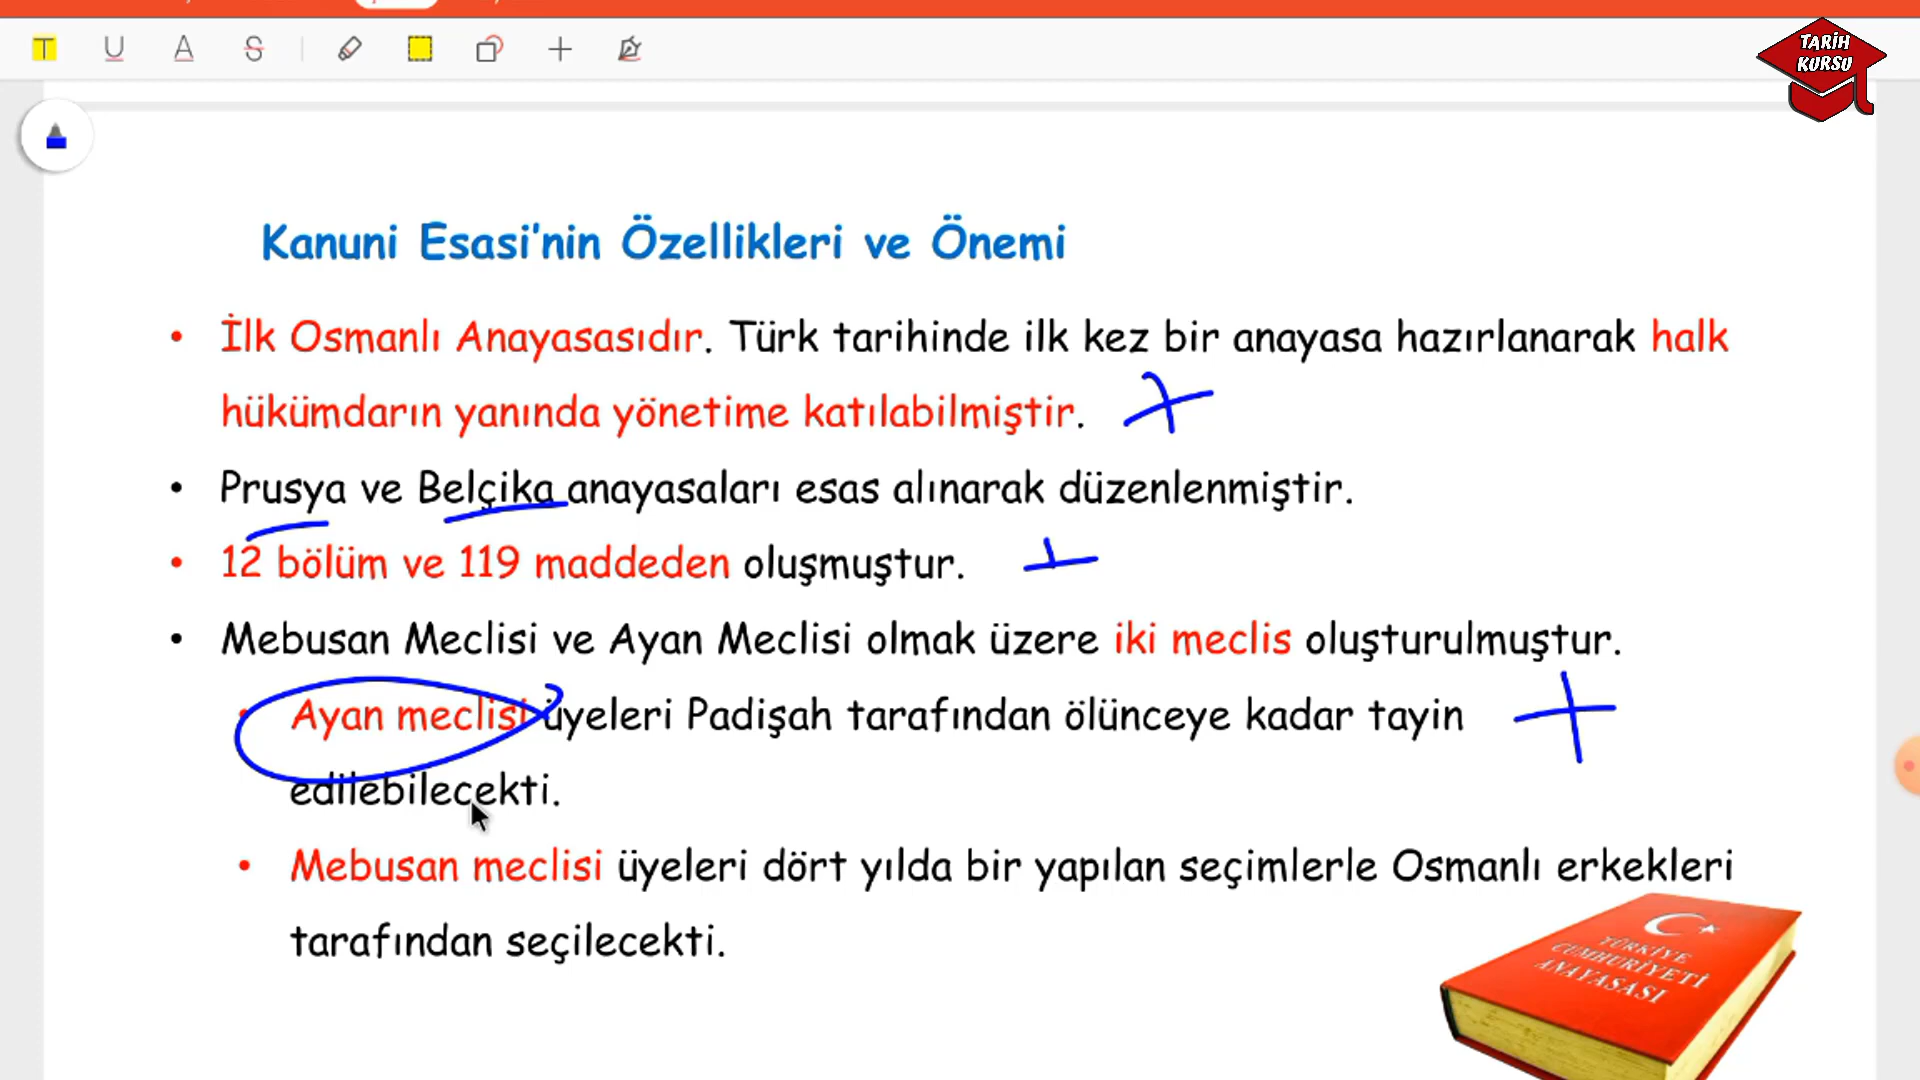 TARİH
KURSU
Kanuni Esasi'nin Özellikleri ve Önemi
• İlk Osmanlı Anayasasıdır. Türk tarihinde ilk kez bir anayasa hazırlanarak halk
hükümdarın yanında yönetime katılabilmiştir.
• Prusya ve Belçika anayasaları esas alınarak düzenlenmiştir.
• 12 bölüm ve 119 maddeden oluşmuştur.
• Mebusan Meclisi ve Ayan Meclisi olmak üzere iki meclis oluşturulmuştur.
• Ayan meclisi üyeleri Padişah tarafından ölünceye kadar tayin
edilebilecekti.
• Mebusan meclisi üyeleri dört yılda bir yapılan seçimlerle Osmanlı erkekleri
tarafından seçilecekti.
TÜRKİYE
CUMHURİYETİ
ANAYASASI